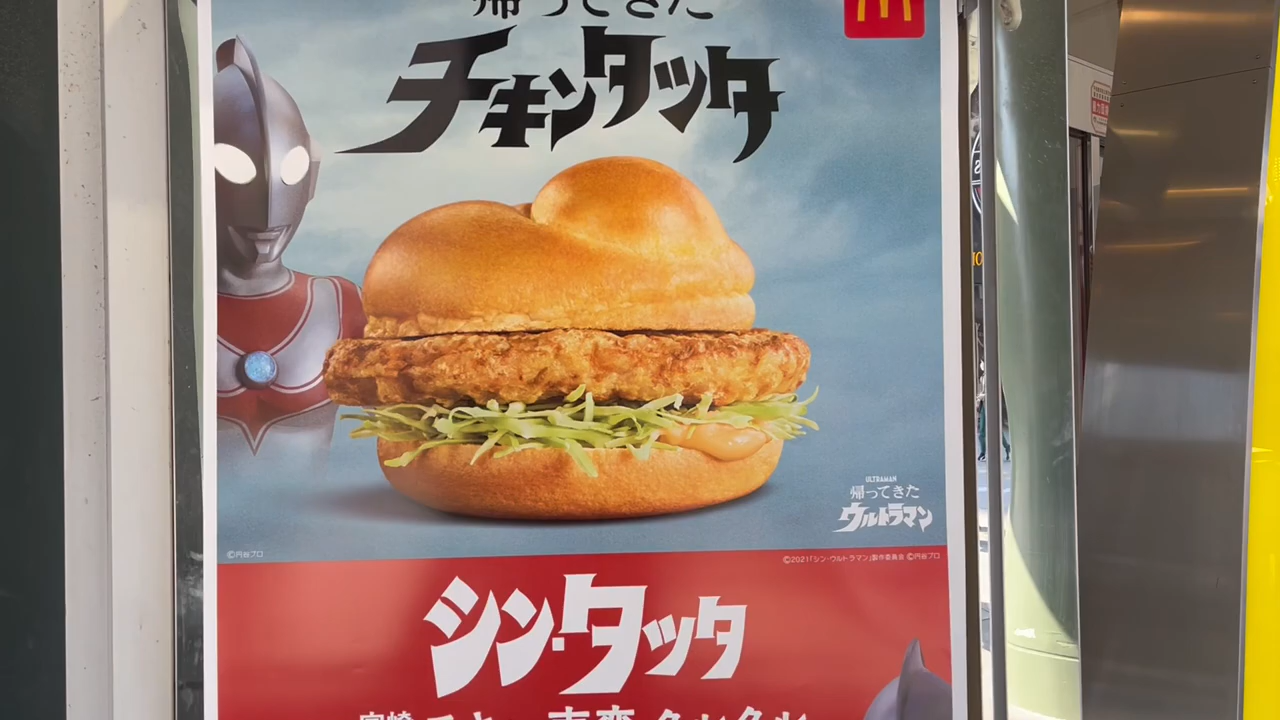 帰ってきた
チキンタッタ
ULTRAMAN
帰ってきた
ウルトラマン
©円谷プロ
©2021「シン・ウルトラマン」製作委員会 ©円谷プロ
シン・タッタ